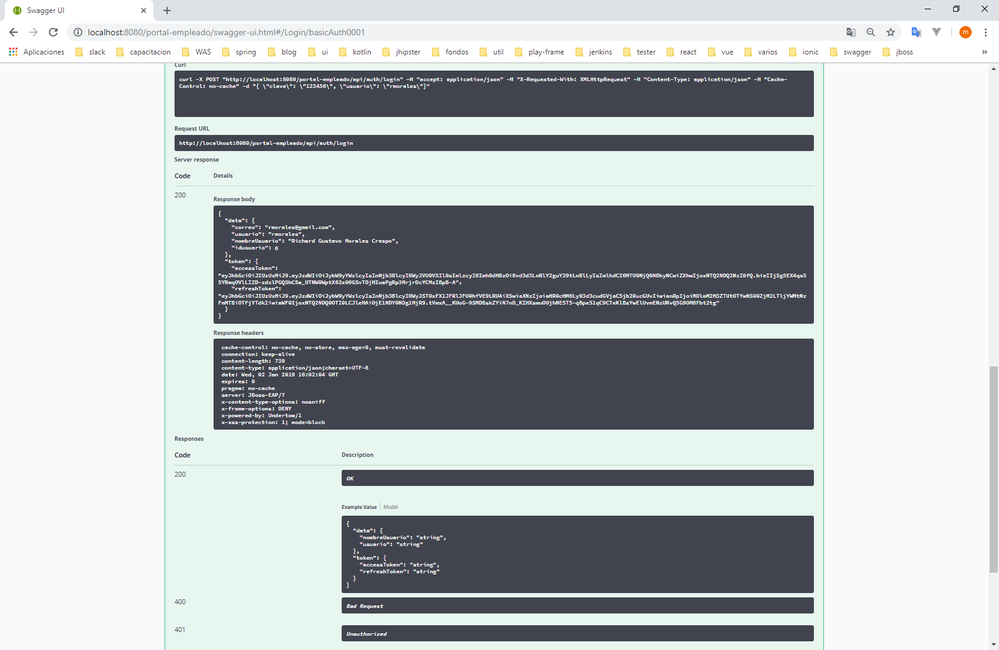 Swagger UI
localhost:8080/portal-empleado/swagger-ui.html#/Login/basicAuth0001
m
Aplicaciones slack capacitacion WAS spring blog ui kotlin jhipster fondos util play-frame jenkins tester react vue varios ionic swagger jboss »
Curl
curl -X POST "http://localhost:8080/portal-empleado/api/auth/login" -H "accept: application/json" -H "X-Requested-With: XMLHttpRequest" -H "Content-Type: application/json" -H "Cache-
Control: no-cache" -d "{ \"clave\": \"123456\", \"usuario\": \"rmorales\"}"
Request URL
http://localhost:8080/portal-empleado/api/auth/login
Server response
Code Details
200
Response body
{
"data": {
"correo": "rmorales@gmail.com",
"usuario": "rmorales",
"nombreUsuario": "Richard Gustavo Morales Crespo",
"idusuario": 6
},
"token": {
"accessToken":
"refreshToken":
}
}
Response headers
cache-control: no-cache, no-store, max-age=0, must-revalidate
connection: keep-alive
content-length: 739
content-type: application/json;charset=UTF-8
date: Wed, 02 Jan 2019 16:02:04 GMT
expires: 0
pragma: no-cache
server: JBoss-EAP/7
x-content-type-options: nosniff
x-frame-options: DENY
x-powered-by: Undertow/1
x-xss-protection: 1; mode=block
Responses
Code Description
200
OK
Example Value Model
{
"data": {
"nombreUsuario": "string",
"usuario": "string"
},
"token": {
"accessToken": "string",
"refreshToken": "string"
}
}
400 Bad Request
401 Unauthorized